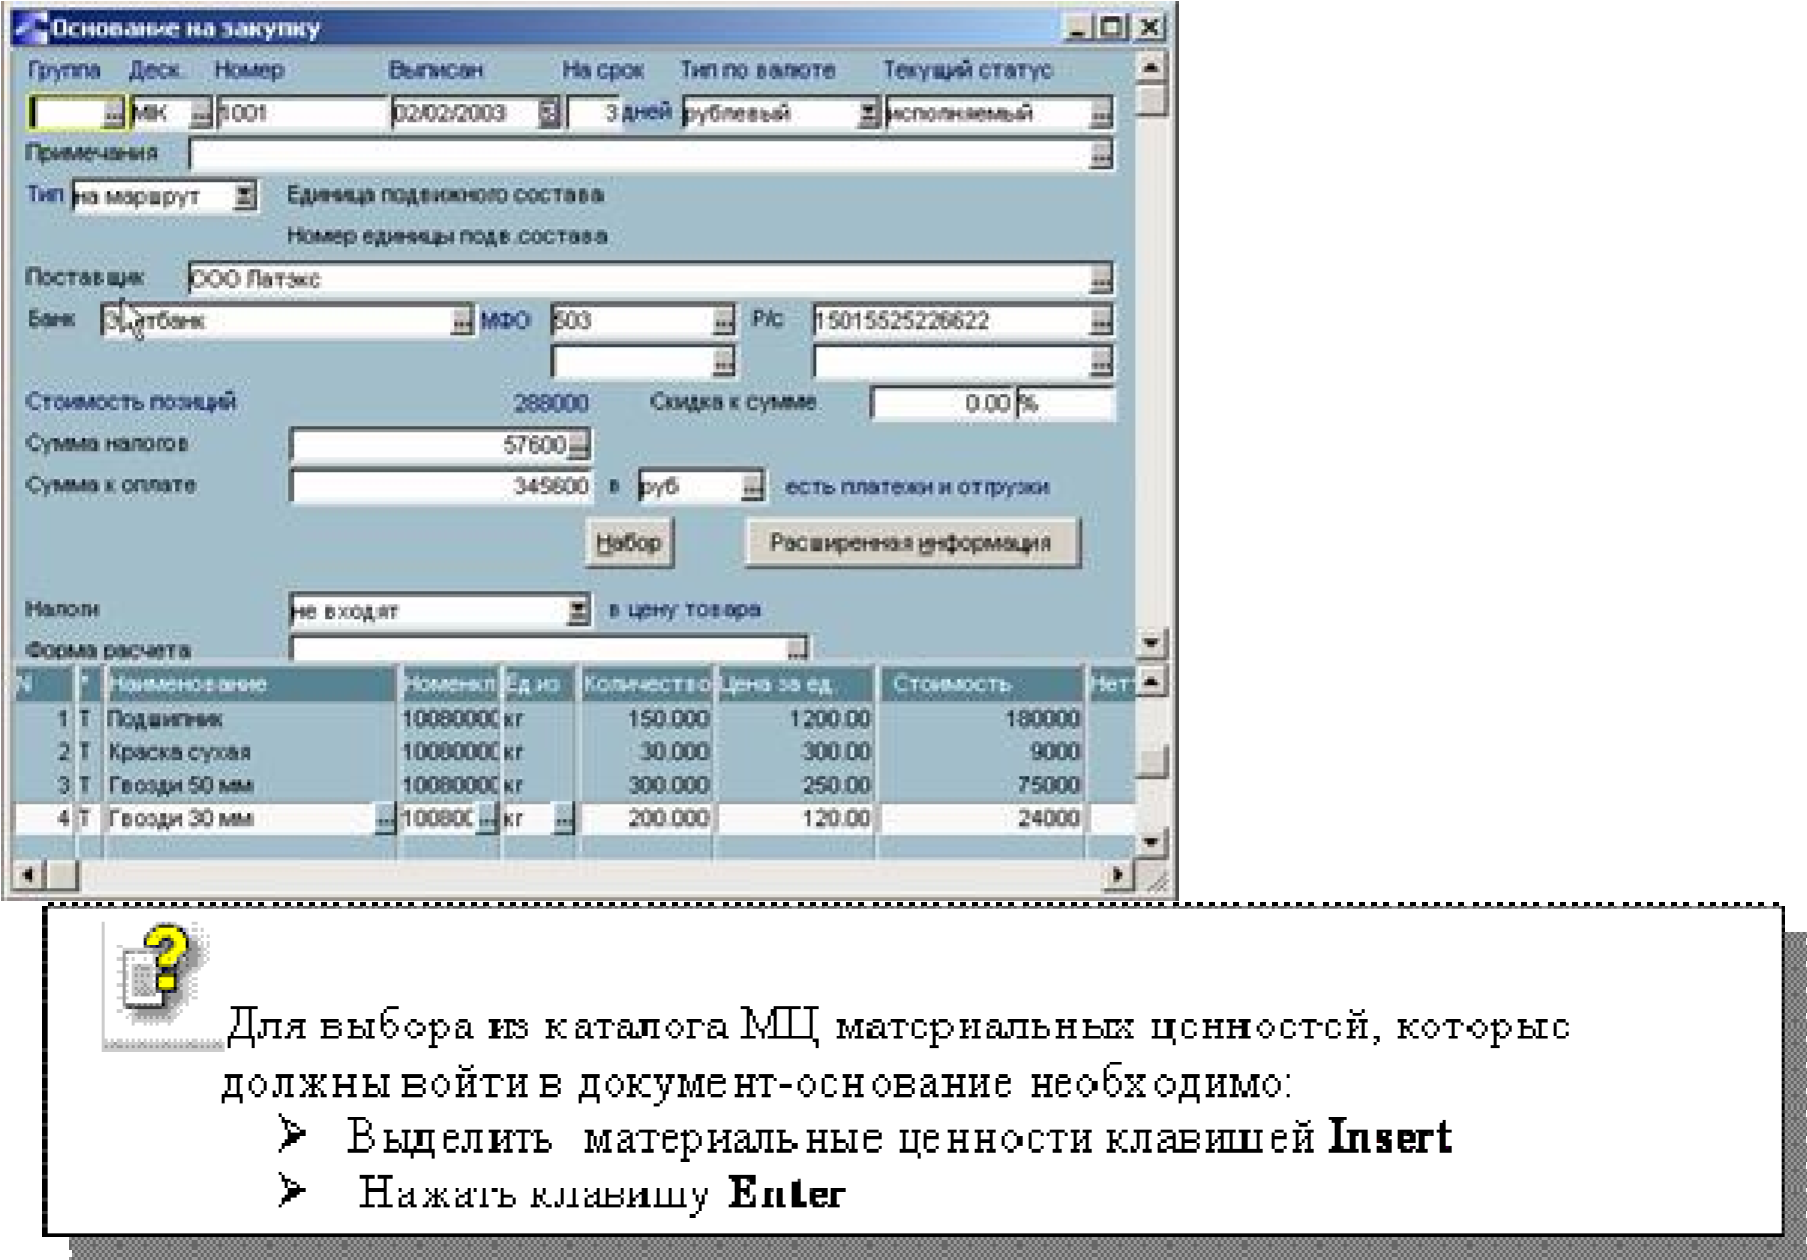 Основание на закупку
Группа Деск. Номер Выписан На срок Тип по валюте Текущий статус
МК 1001 02/02/2003 3 дней рублевый исполняемый
Примечания
Тип на маршрут Единица подвижного состава
Номер единицы подв.состава
Поставщик ООО Латэкс
Банк МФО 503 Р/с 15015525226622
Стоимость позиций 288000 Скидка к сумме 0.00 %
Сумма налогов 57600
Сумма к оплате 345600 в руб есть платежи и отгрузки
Набор Расширенная информация
Налоги не входят в цену товара
Форма расчета
N * Наименование Номенкл Ед.из Количество Цена за ед. Стоимость Нет
1 Т Подшипник 10080000 кг 150.000 1200.00 180000
2 Т Краска сухая 10080000 кг 30.000 300.00 9000
3 Т Гвозди 50 мм 10080000 кг 300.000 250.00 75000
4 Т Гвозди 30 мм 100800 кг 200.000 120.00 24000
Для выбора из каталога МЦ материальных ценностей, которые
должны войти в документ-основание необходимо:
Выделить материальные ценности клавишей Insert
Нажать клавишу Enter